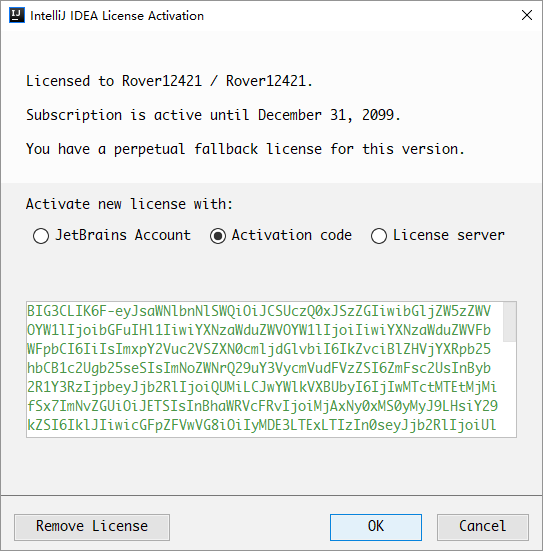 IJ
IntelliJ IDEA License Activation
Licensed to Rover12421 / Rover12421.
Subscription is active until December 31, 2099.
You have a perpetual fallback license for this version.
Activate new license with:
JetBrains Account Activation code License server
BIG3CLIK6F-eyJsaWNlbnNlSWQiOiJCSUczQ0xJSzZGIiwibGljZW5zZWV
OYW1lIjoibGFuIHl1IiwiYXNzaWduZWVOYW1lIjoiIiwiYXNzaWduZWVFb
WFpbCI6IiIsImxpY2Vuc2VSZXN0cmljdGlvbiI6IkZvciBlZHVjYXRpb25
hbCB1c2Ugb25seSIsImNoZWNrQ29uY3VycmVudFVzZSI6ZmFsc2UsInByb
2R1Y3RzIjpbeyJjb2RlIjoiQUMiLCJwYWlkVXBUbyI6IjIwMTctMTEtMjMi
fSx7ImNvZGUiOiJETSIsInBhaWRVcFRvIjoiMjAxNy0xMS0yMyJ9LHsiY29
kZSI6IklJIiwicGFpZFVwVG8iOiIyMDE3LTExLTIzIn0seyJjb2RlIjoiUl
Remove License OK Cancel